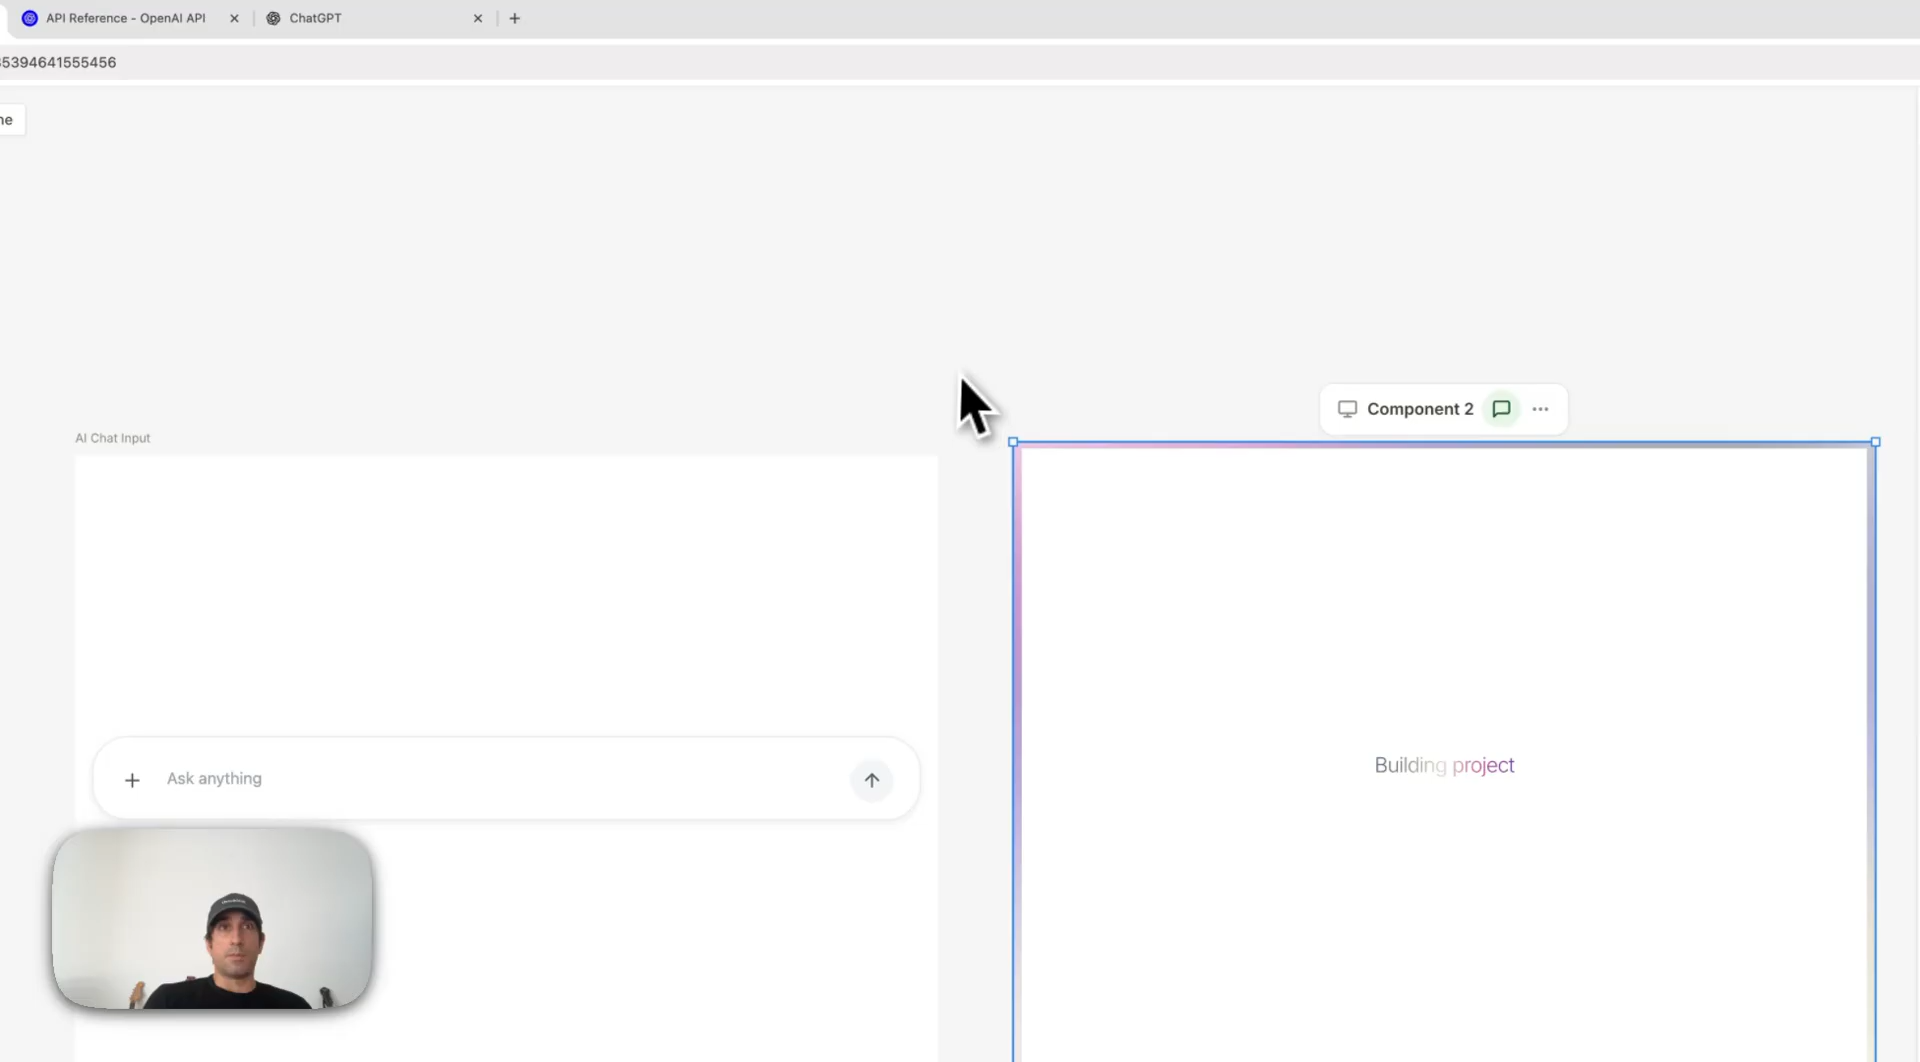 API Reference - OpenAI API
ChatGPT
5394641555456
ne
Component 2
AI Chat Input
Building project
Ask anything